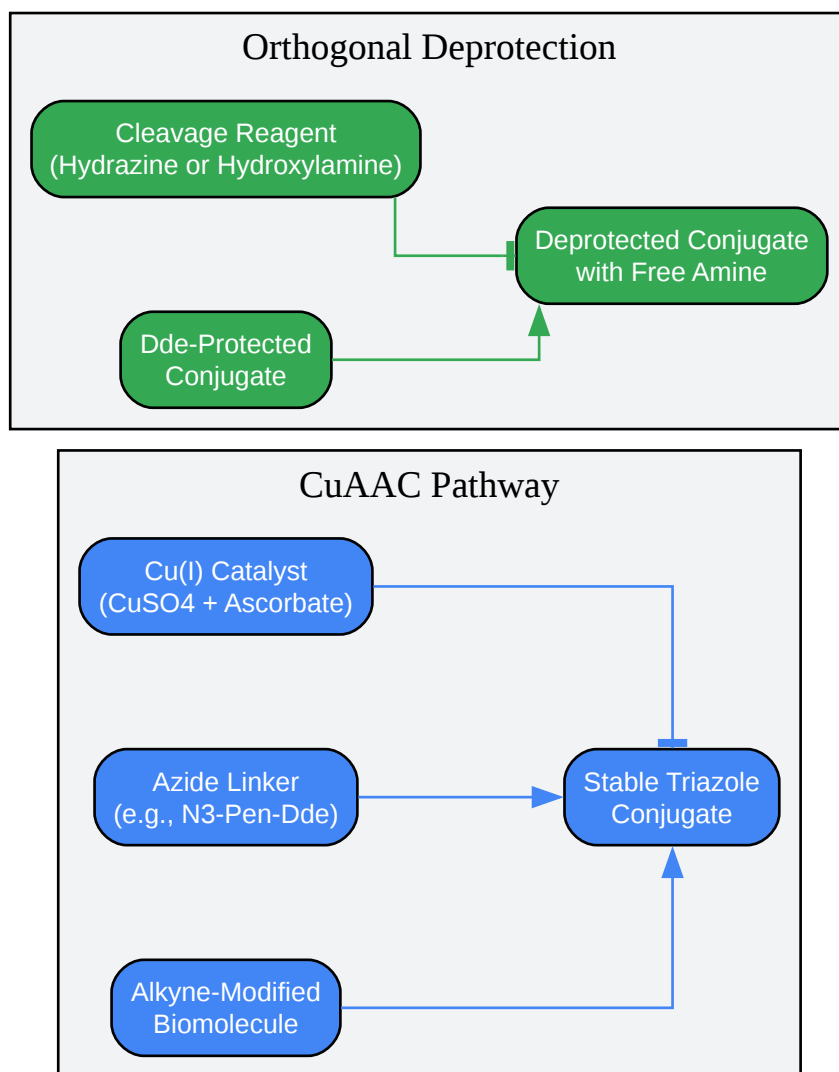 Orthogonal Deprotection
Cleavage Reagent
(Hydrazine or Hydroxylamine)
Deprotected Conjugate
with Free Amine
Dde-Protected
Conjugate
CuAAC Pathway
Cu(I) Catalyst
(CuSO4 + Ascorbate)
Azide Linker
(e.g., N3-Pen-Dde)
Stable Triazole
Conjugate
Alkyne-Modified
Biomolecule